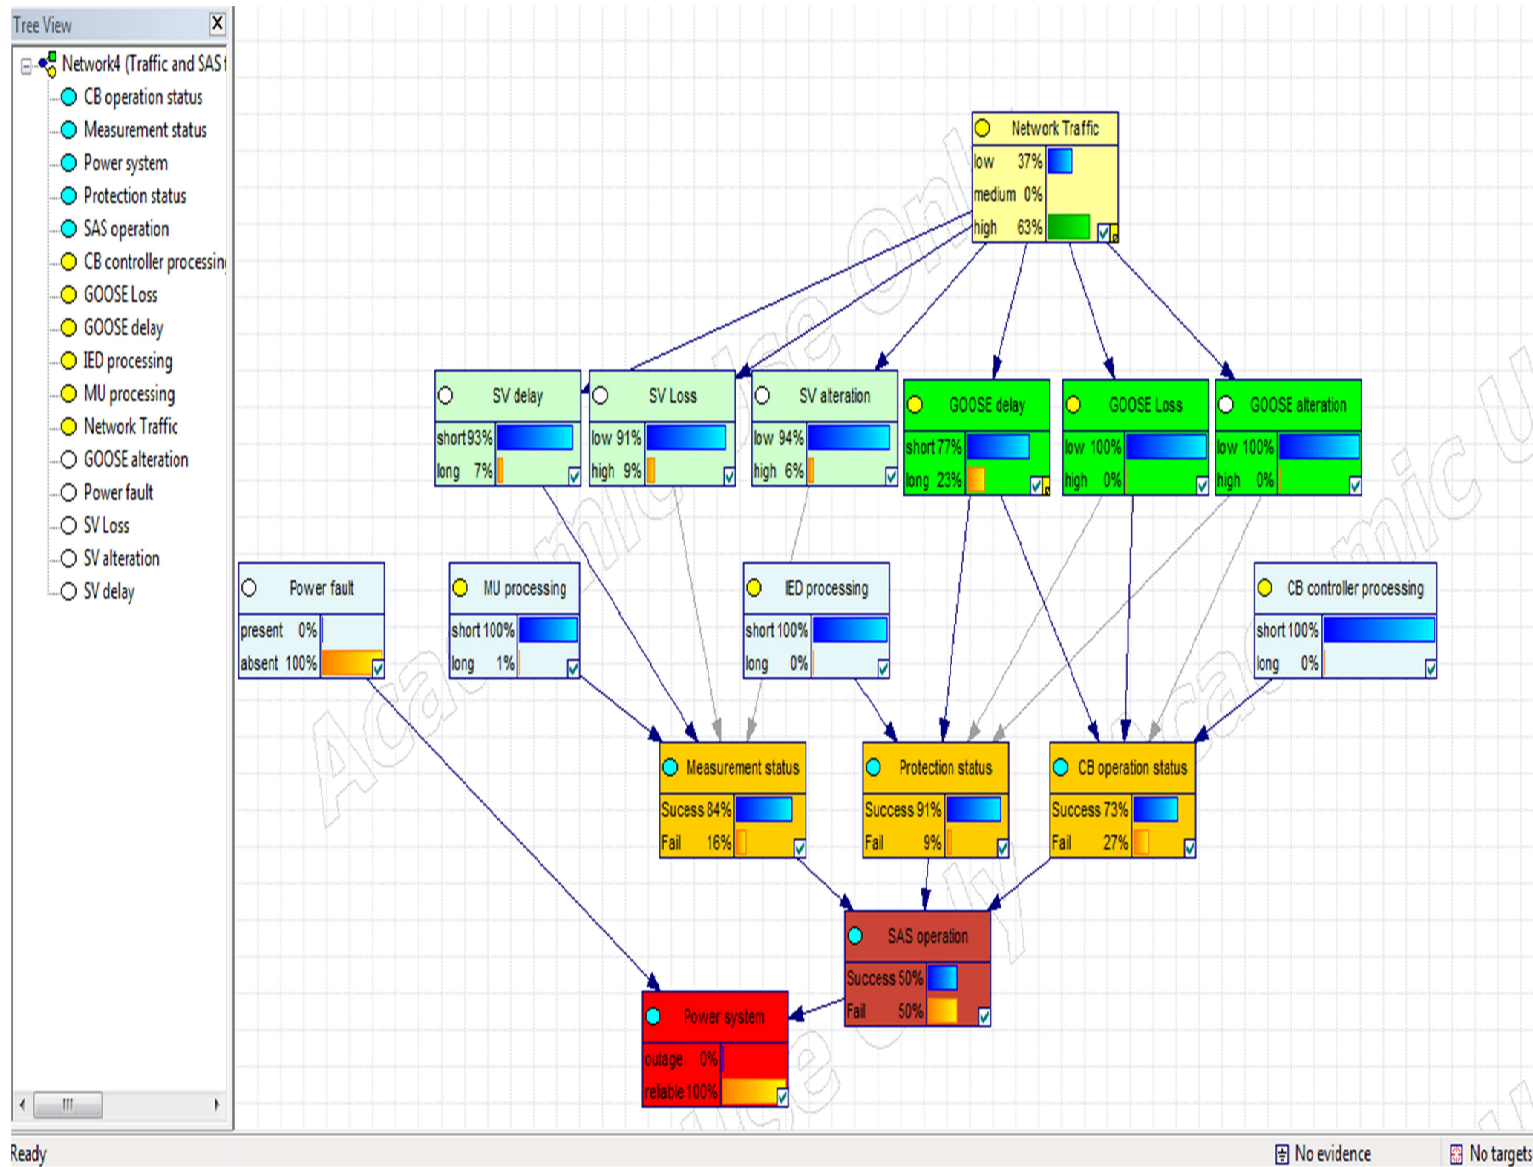 Tree View
Network4 (Traffic and SAS
CB operation status
Measurement status
Power system
Protection status
SAS operation
CB controller processing
GOOSE Loss
GOOSE delay
IED processing
MU processing
Network Traffic
GOOSE alteration
Power fault
SV Loss
SV alteration
SV delay
Network Traffic
low 37%
medium 0%
high 63%
SV delay
short 93%
long 7%
SV Loss
low 91%
high 9%
SV alteration
low 94%
high 6%
GOOSE delay
short 77%
long 23%
GOOSE Loss
low 100%
high 0%
GOOSE alteration
low 100%
high 0%
Power fault
present 0%
absent 100%
MU processing
short 100%
long 1%
IED processing
short 100%
long 0%
CB controller processing
short 100%
long 0%
Measurement status
Sucess 84%
Fail 16%
Protection status
Success 91%
Fail 9%
CB operation status
Success 73%
Fail 27%
SAS operation
Success 50%
Fail 50%
Power system
outage 0%
reliable 100%
Ready
No evidence
No targets